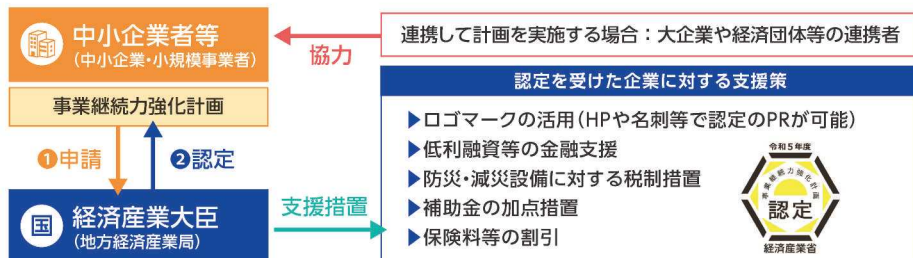 中小企業者等
(中小企業・小規模事業者)
事業継続力強化計画
❶申請
❷認定
国
経済産業大臣
(地方経済産業局)
協力
連携して計画を実施する場合：大企業や経済団体等の連携者
支援措置
認定を受けた企業に対する支援策
▶ロゴマークの活用(HPや名刺等で認定のPRが可能)
▶低利融資等の金融支援
▶防災・減災設備に対する税制措置
▶補助金の加点措置
▶保険料等の割引
令和5年度
事業継続力強化計画
認定
経済産業省